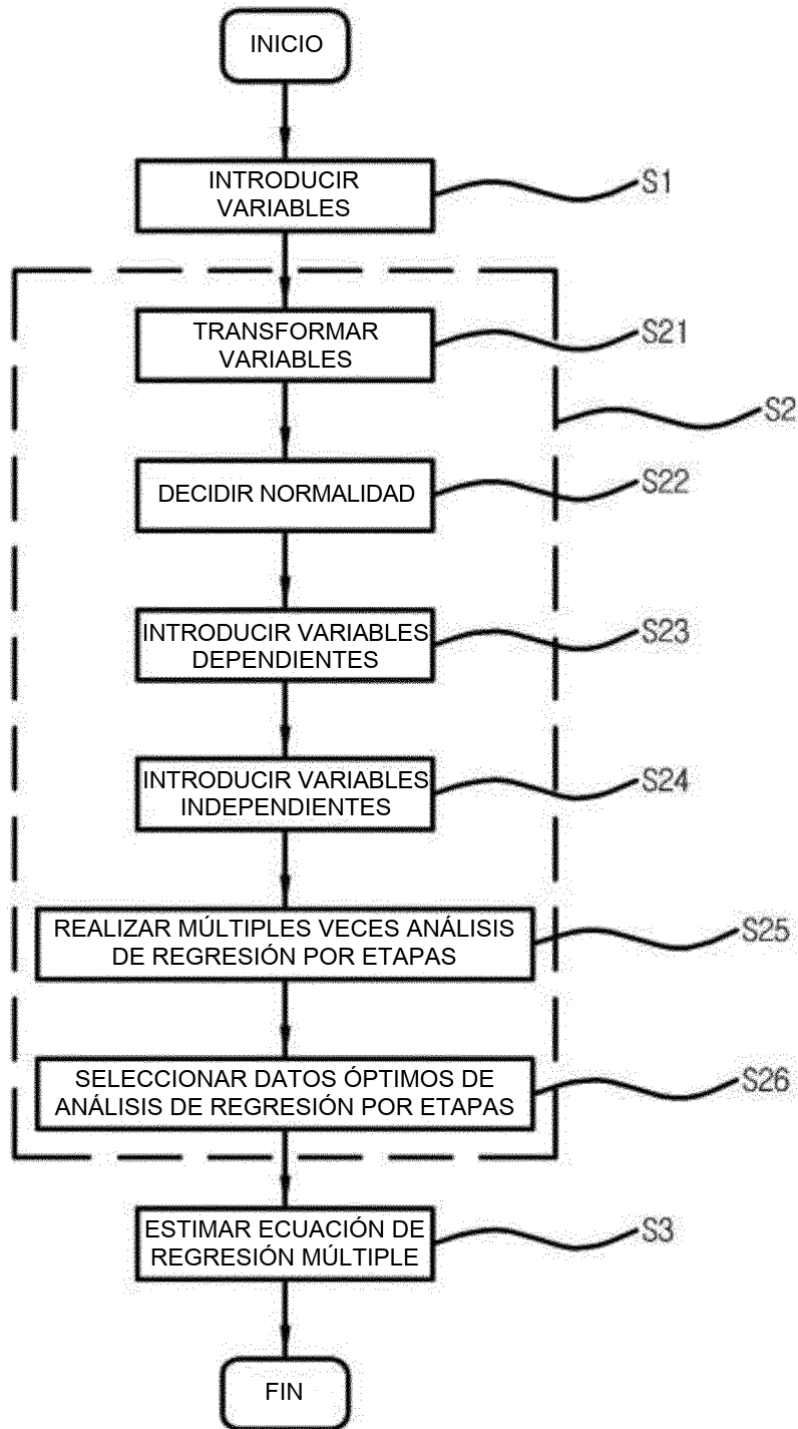 INICIO
INTRODUCIR
VARIABLES
S1
TRANSFORMAR
VARIABLES
S21
S2
DECIDIR NORMALIDAD
S22
INTRODUCIR VARIABLES
DEPENDIENTES
S23
INTRODUCIR VARIABLES
INDEPENDIENTES
S24
REALIZAR MÚLTIPLES VECES ANÁLISIS
DE REGRESIÓN POR ETAPAS
S25
SELECCIONAR DATOS ÓPTIMOS DE
ANÁLISIS DE REGRESIÓN POR ETAPAS
S26
ESTIMAR ECUACIÓN DE
REGRESIÓN MÚLTIPLE
S3
FIN